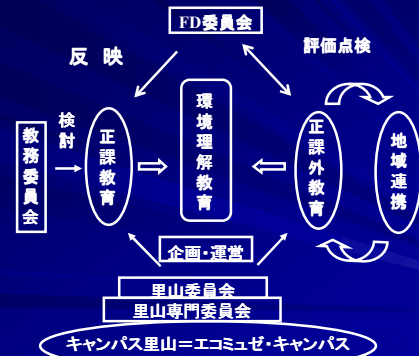 FD委員会
反 映
評価点検
教務委員会
検討
正課教育
環境理解教育
正課外教育
地域連携
企画・運営
里山委員会
里山専門委員会
キャンパス里山＝エコミュゼ・キャンパス